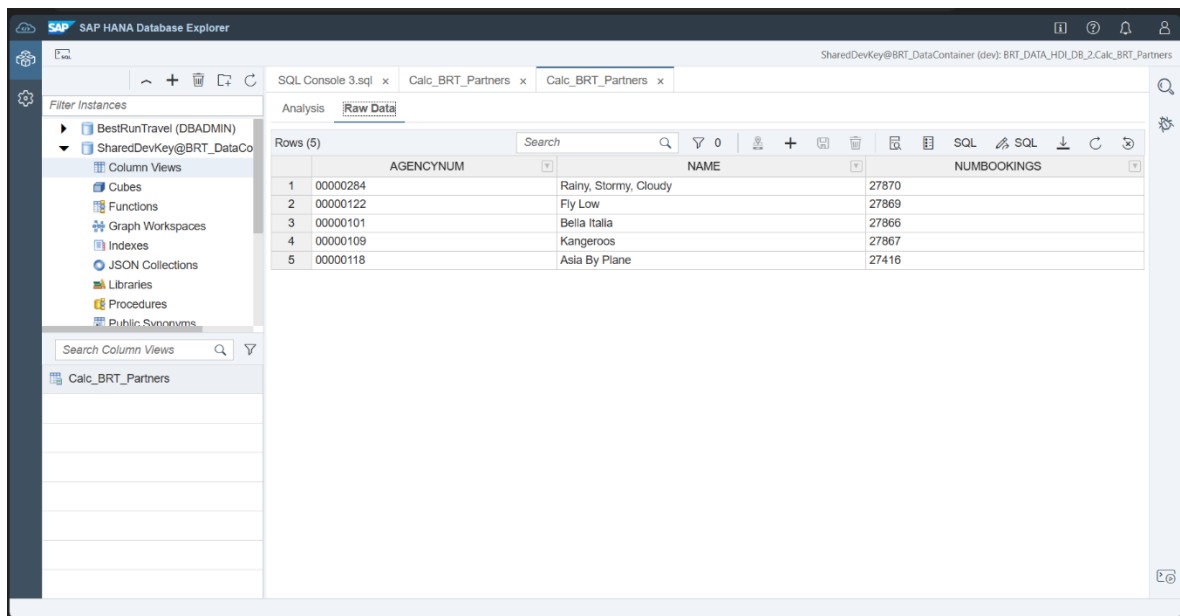 SAP SAP HANA Database Explorer
SQL
SharedDevKey@BRT_DataContainer (dev): BRT_DATA_HDI_DB_2.Calc_BRT_Partners
Filter Instances
BestRunTravel (DBADMIN)
SharedDevKey@BRT_DataCo
Column Views
Cubes
Functions
Graph Workspaces
Indexes
JSON Collections
Libraries
Procedures
Public Synonyms
Search Column Views
Calc_BRT_Partners
SQL Console 3.sql x Calc_BRT_Partners x Calc_BRT_Partners x
Analysis Raw Data
Rows (5) Search 0 SQL SQL
AGENCYNUM NAME NUMBOOKINGS
1 00000284 Rainy, Stormy, Cloudy 27870
2 00000122 Fly Low 27869
3 00000101 Bella Italia 27866
4 00000109 Kangeroos 27867
5 00000118 Asia By Plane 27416